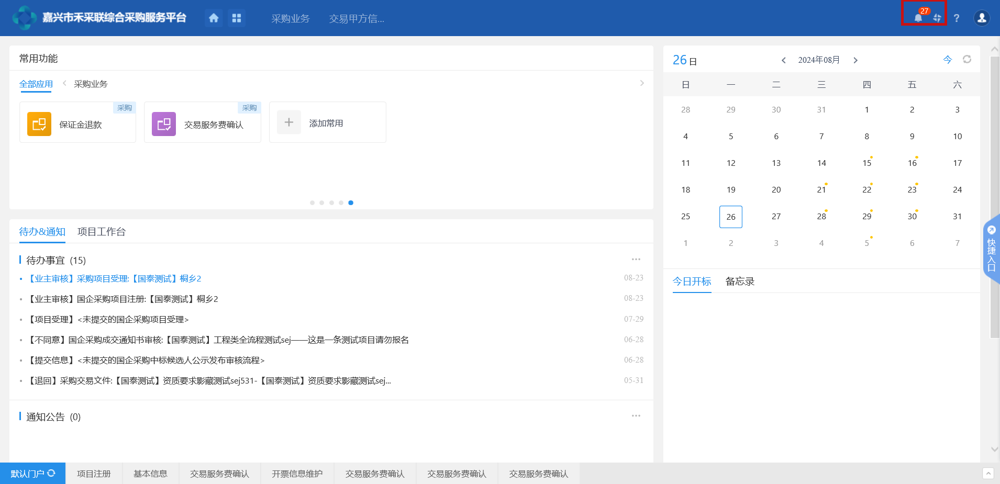 嘉兴市禾采联综合采购服务平台
采购业务
交易甲方信...
27
?
常用功能
全部应用
采购业务
采购
保证金退款
采购
交易服务费确认
添加常用
26 日
2024年08月
今
日 一 二 三 四 五 六
28 29 30 31 1 2 3
4 5 6 7 8 9 10
11 12 13 14 15 16 17
18 19 20 21 22 23 24
25 26 27 28 29 30 31
1 2 3 4 5 6 7
快捷入口
待办&通知
项目工作台
待办事宜 (15)
【业主审核】采购项目受理:【国泰测试】桐乡2 08-23
【业主审核】国企采购项目注册:【国泰测试】桐乡2 08-23
【项目受理】<未提交的国企采购项目受理> 07-29
【不同意】国企采购成交通知书审核:【国泰测试】工程类全流程测试sej——这是一条测试项目请勿报名 06-28
【提交信息】<未提交的国企采购中标候选人公示发布审核流程> 06-28
【退回】采购交易文件:【国泰测试】资质要求影藏测试sej531-【国泰测试】资质要求影藏测试sej... 05-31
通知公告 (0)
今日开标
备忘录
默认门户
项目注册
基本信息
交易服务费确认
开票信息维护
交易服务费确认
交易服务费确认
交易服务费确认